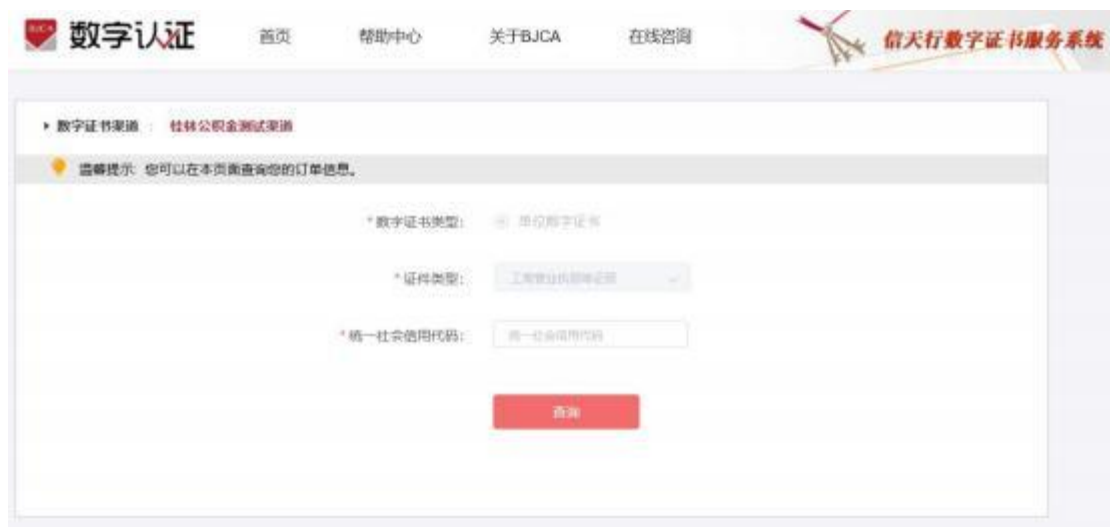 BJCA 数字认证 首页 帮助中心 关于BJCA 在线咨询 信天行数字证书服务系统
数字证书渠道 : 桂林公积金测试渠道
温馨提示: 您可以在本页面查询您的订单信息。
*数字证书类型: 单位数字证书
*证件类型:
*统一社会信用代码: 统一社会信用代码
查询